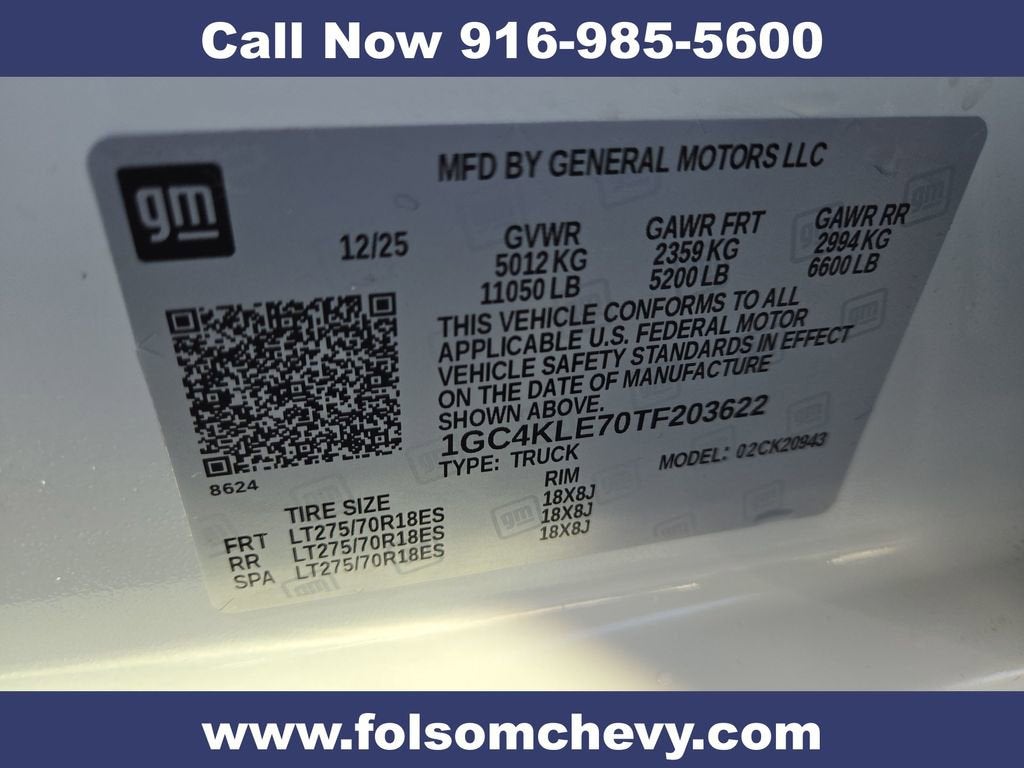 Call Now 916-985-5600
MFD BY GENERAL MOTORS LLC
gm
12/25
GVWR
5012 KG
11050 LB
GAWR FRT
2359 KG
5200 LB
GAWR RR
2994 KG
6600 LB
THIS VEHICLE CONFORMS TO ALL
APPLICABLE U.S. FEDERAL MOTOR
VEHICLE SAFETY STANDARDS IN EFFECT
ON THE DATE OF MANUFACTURE
SHOWN ABOVE.
1GC4KLE70TF203622
TYPE: TRUCK
MODEL: 02CK20943
8624
TIRE SIZE
RIM
FRT LT275/70R18ES 18X8J
RR LT275/70R18ES 18X8J
SPA LT275/70R18ES 18X8J
www.folsomchevy.com